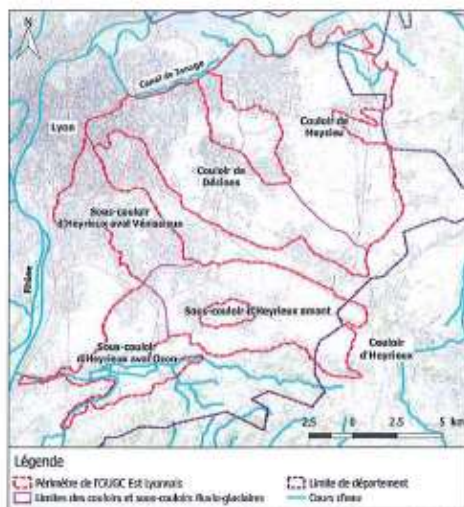 N
Canal de Jonage
Lyon
Couloir de
Meyzieu
Couloir de
Décines
Sous-couloir
d'Heyrieux aval Vénissieux
Rhône
Sous-couloir d'Heyrieux amont
Sous-couloir
d'Heyrieux aval Ozon
Couloir
d'Heyrieux
2.5 0 2.5 5 km
Légende
Périmètre de l'OUGC Est Lyonnais
Limite de département
Limites des couloirs et sous-couloirs fluvio-glaciaires
Cours d'eau